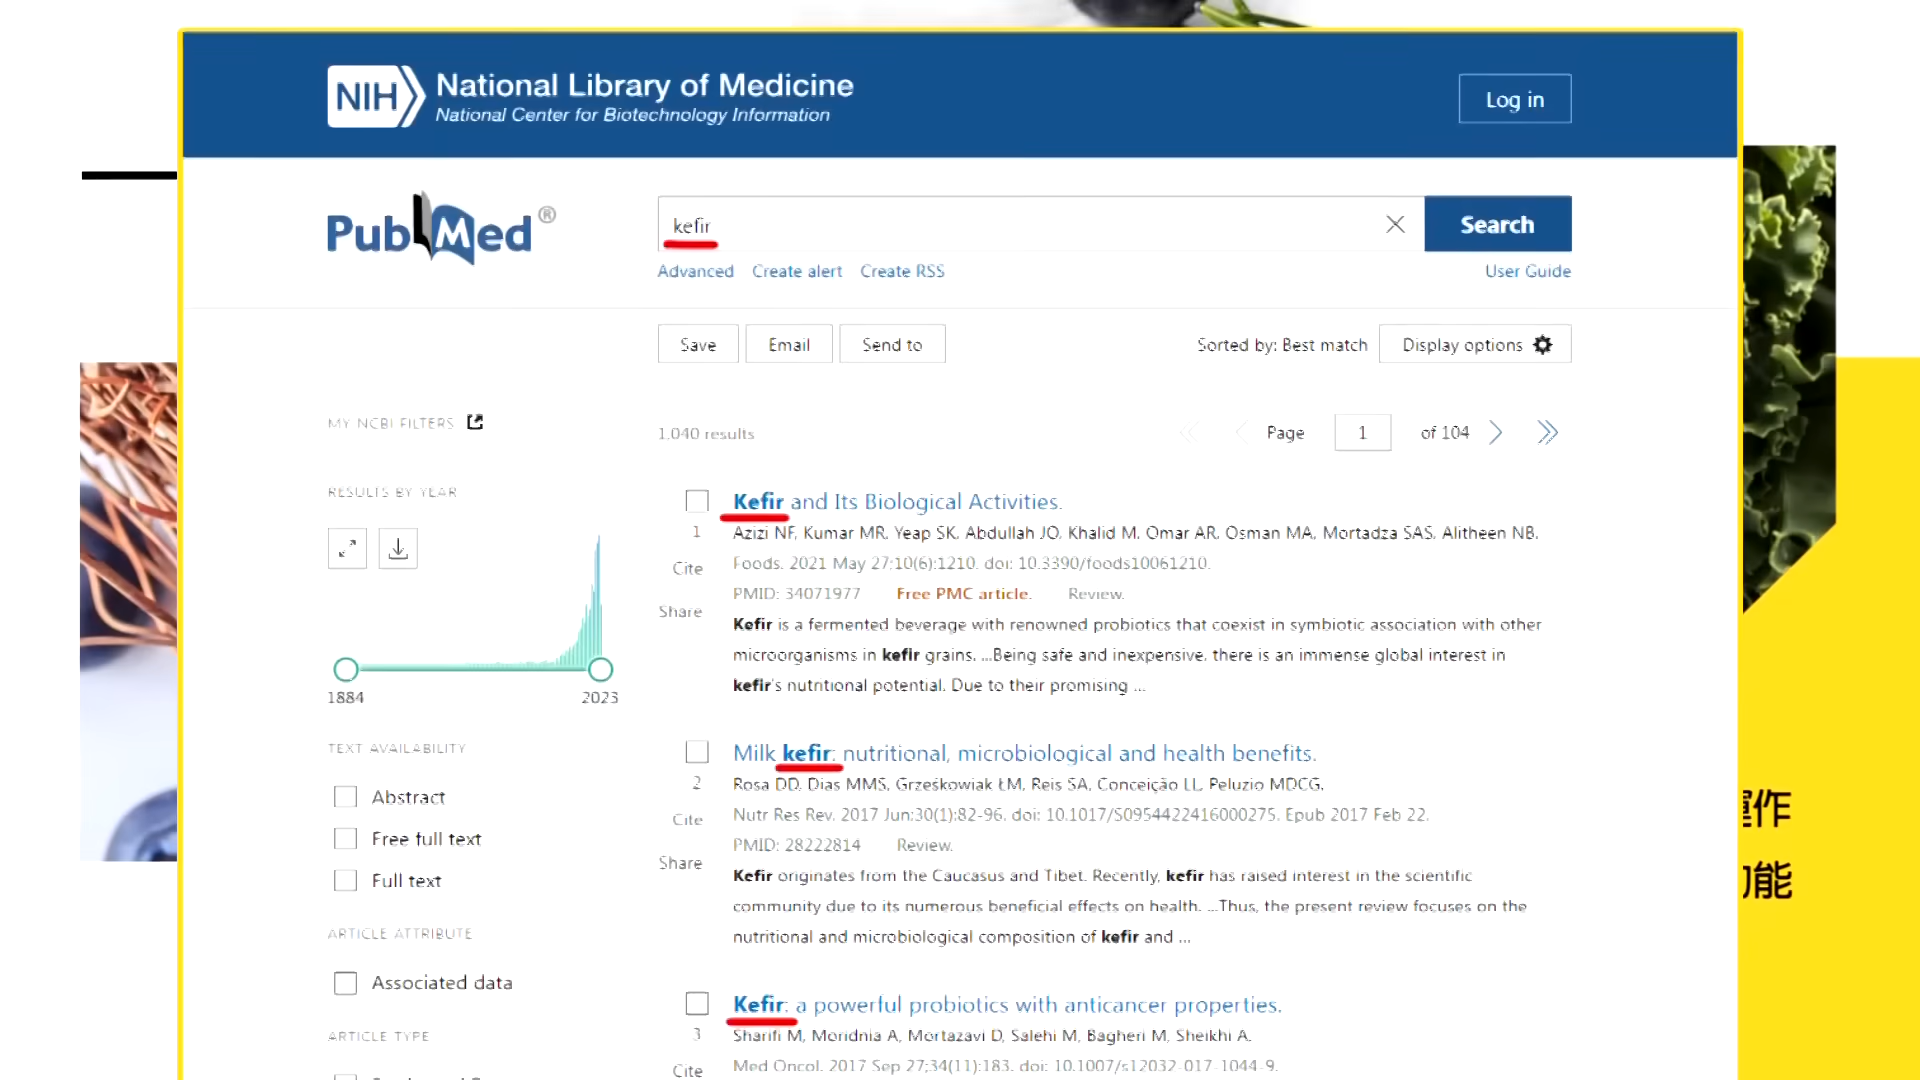 NIH National Library of Medicine
National Center for Biotechnology Information
Log in
PubMed®
kefir
Search
Advanced Create alert Create RSS
User Guide
Save Email Send to
Sorted by: Best match Display options
MY NCBI FILTERS
1,040 results
Page 1 of 104
RESULTS BY YEAR
1884 2023
TEXT AVAILABILITY
Abstract
Free full text
Full text
ARTICLE ATTRIBUTE
Associated data
ARTICLE TYPE
Kefir and Its Biological Activities.
1
Cite
Share
Azizi NF, Kumar MR, Yeap SK, Abdullah JO, Khalid M, Omar AR, Osman MA, Mortadza SAS, Alitheen NB.
Foods. 2021 May 27;10(6):1210. doi: 10.3390/foods10061210.
PMID: 34071977 Free PMC article. Review.
Kefir is a fermented beverage with renowned probiotics that coexist in symbiotic association with other
microorganisms in kefir grains. ...Being safe and inexpensive, there is an immense global interest in
kefir's nutritional potential. Due to their promising ...
Milk kefir: nutritional, microbiological and health benefits.
2
Cite
Share
Rosa DD, Dias MMS, Grześkowiak ŁM, Reis SA, Conceição LL, Peluzio MDCG.
Nutr Res Rev. 2017 Jun;30(1):82-96. doi: 10.1017/S0954422416000275. Epub 2017 Feb 22.
PMID: 28222814 Review.
Kefir originates from the Caucasus and Tibet. Recently, kefir has raised interest in the scientific
community due to its numerous beneficial effects on health. ...Thus, the present review focuses on the
nutritional and microbiological composition of kefir and ...
Kefir: a powerful probiotics with anticancer properties.
3
Cite
Sharifi M, Moridnia A, Mortazavi D, Salehi M, Bagheri M, Sheikhi A.
Med Oncol. 2017 Sep 27;34(11):183. doi: 10.1007/s12032-017-1044-9.
作
能